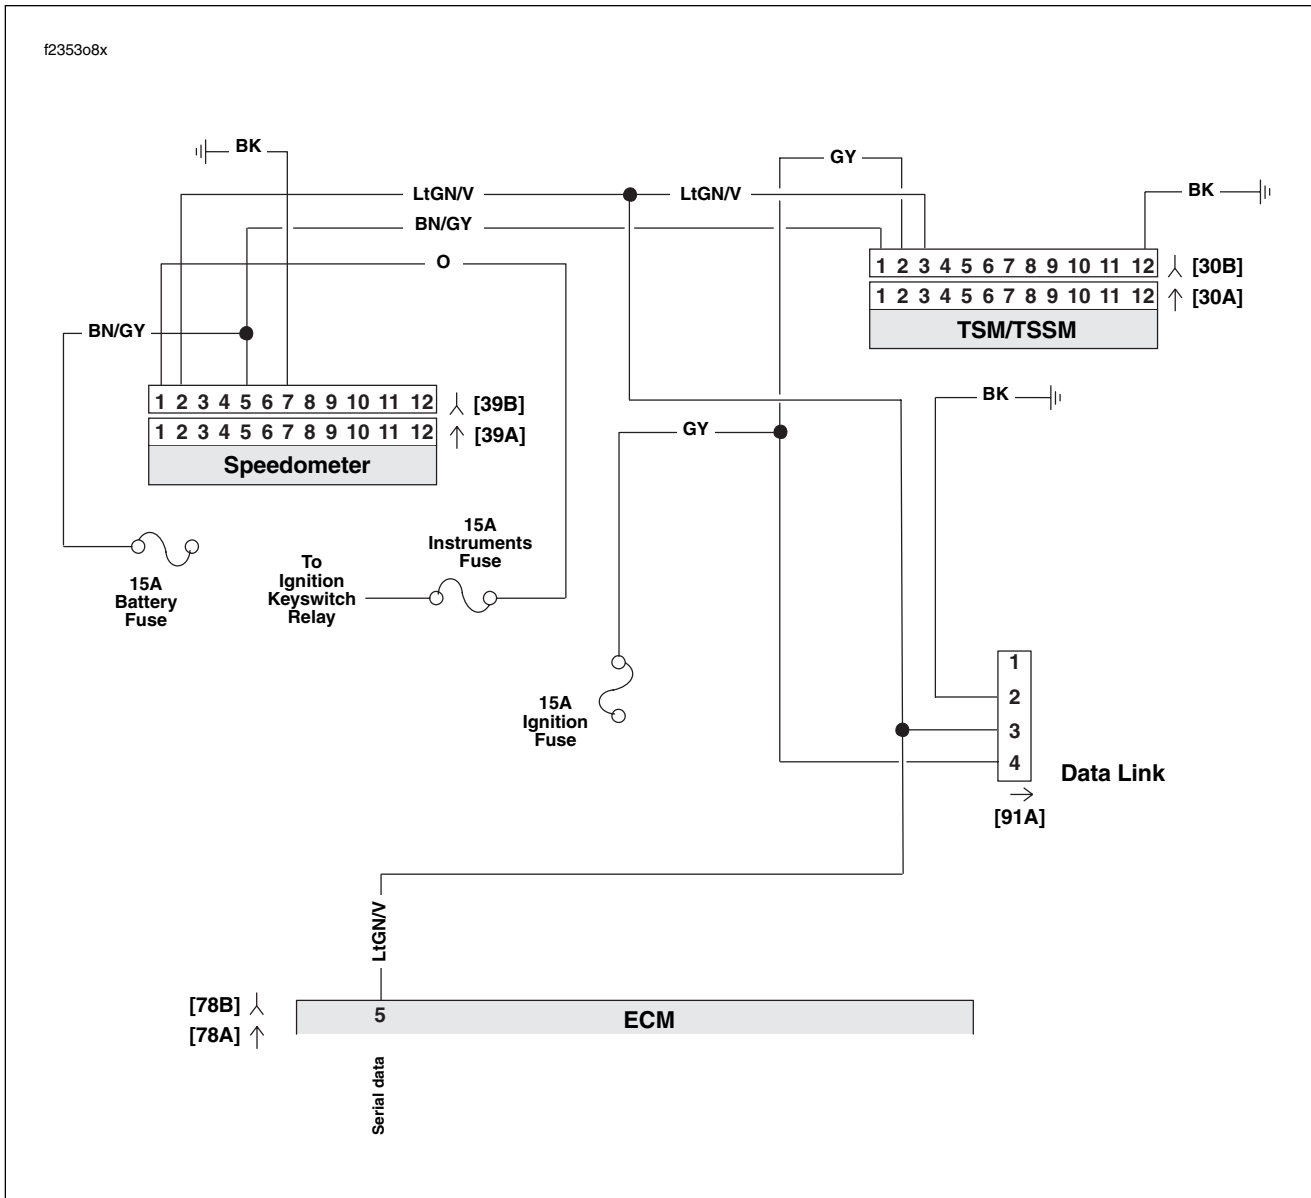 f2353o8x
BK
GY
LtGN/V
LtGN/V
BK
BN/GY
O
1 2 3 4 5 6 7 8 9 10 11 12 [30B]
1 2 3 4 5 6 7 8 9 10 11 12 [30A]
TSM/TSSM
BN/GY
1 2 3 4 5 6 7 8 9 10 11 12 [39B]
1 2 3 4 5 6 7 8 9 10 11 12 [39A]
Speedometer
BK
GY
15A
Battery
Fuse
To
Ignition
Keyswitch
Relay
15A
Instruments
Fuse
15A
Ignition
Fuse
1
2
3
4
Data Link
[91A]
LtGN/V
[78B]
[78A]
5
ECM
Serial data